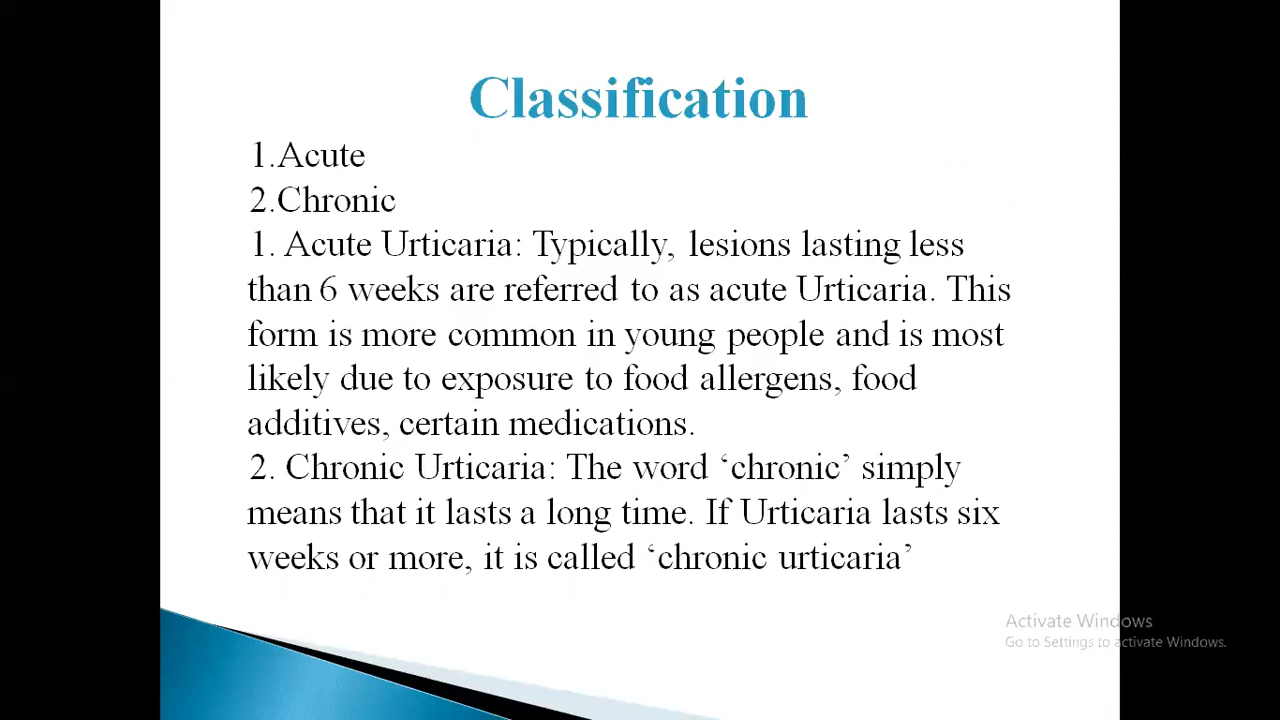 Classification
1.Acute
2.Chronic
1. Acute Urticaria: Typically, lesions lasting less
than 6 weeks are referred to as acute Urticaria. This
form is more common in young people and is most
likely due to exposure to food allergens, food
additives, certain medications.
2. Chronic Urticaria: The word ‘chronic’ simply
means that it lasts a long time. If Urticaria lasts six
weeks or more, it is called ‘chronic urticaria’
Activate Windows
Go to Settings to activate Windows.